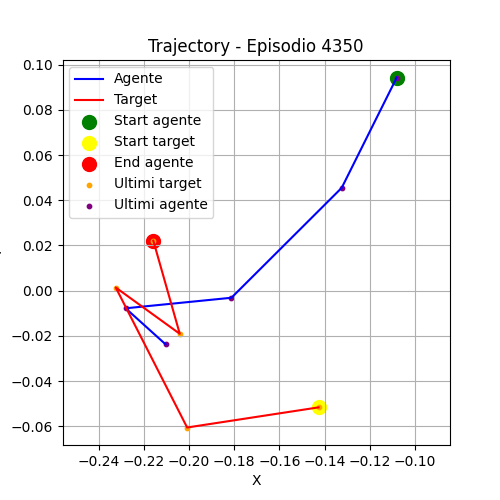 Trajectory - Episodio 4350
Agente
Target
Start agente
Start target
End agente
Ultimi target
Ultimi agente
0.10
0.08
0.06
0.04
0.02
0.00
−0.02
−0.04
−0.06
−0.24 −0.22 −0.20 −0.18 −0.16 −0.14 −0.12 −0.10
X